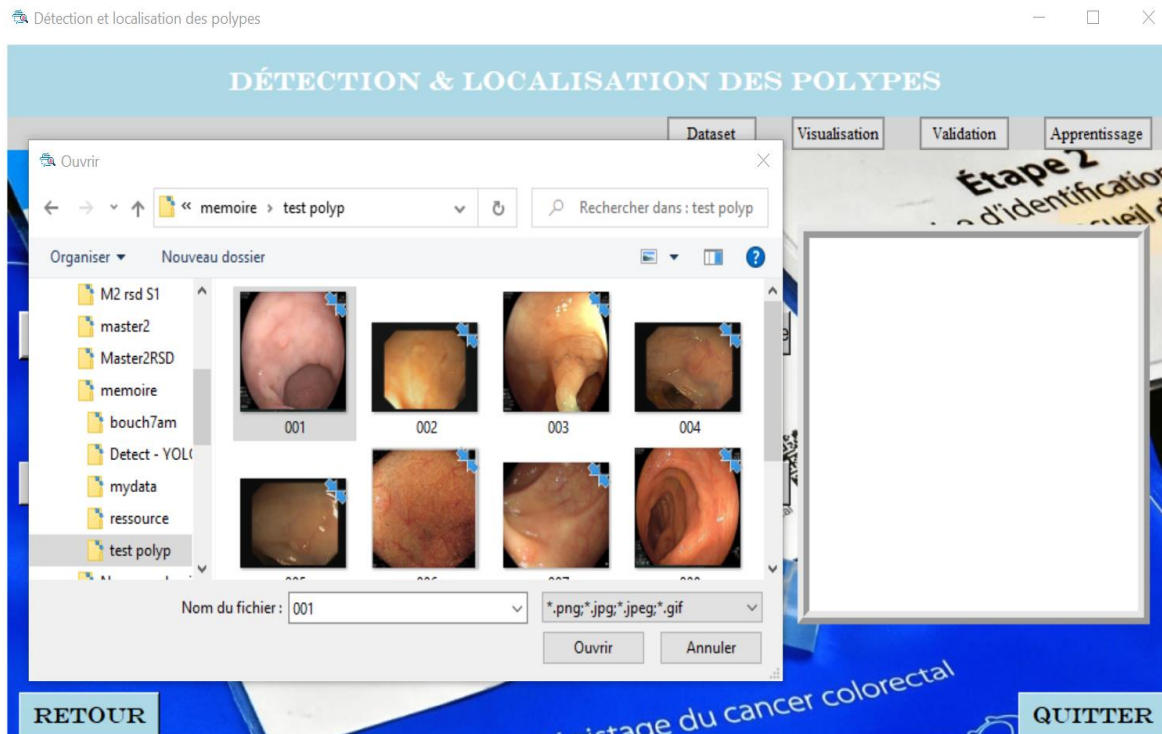 Détection et localisation des polypes
DÉTECTION & LOCALISATION DES POLYPES
Dataset
Visualisation
Validation
Apprentissage
Étape 2
d'identification
Ouvrir
« memoire › test polyp
Rechercher dans : test polyp
Organiser
Nouveau dossier
?
M2 rsd S1
master2
Master2RSD
memoire
bouch7am
Detect - YOL
mydata
ressource
test polyp
001
002
003
004
Nom du fichier :
001
*.png;*.jpg;*.jpeg;*.gif
Ouvrir
Annuler
du cancer colorectal
RETOUR
QUITTER